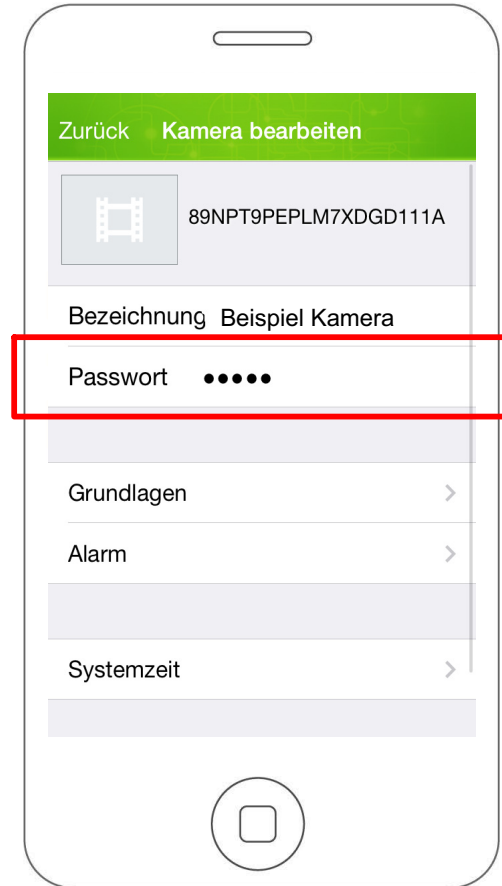 Zurück Kamera bearbeiten
89NPT9PEPLM7XDGD111A
Bezeichnung Beispiel Kamera
Passwort •••••
Grundlagen
Alarm
Systemzeit